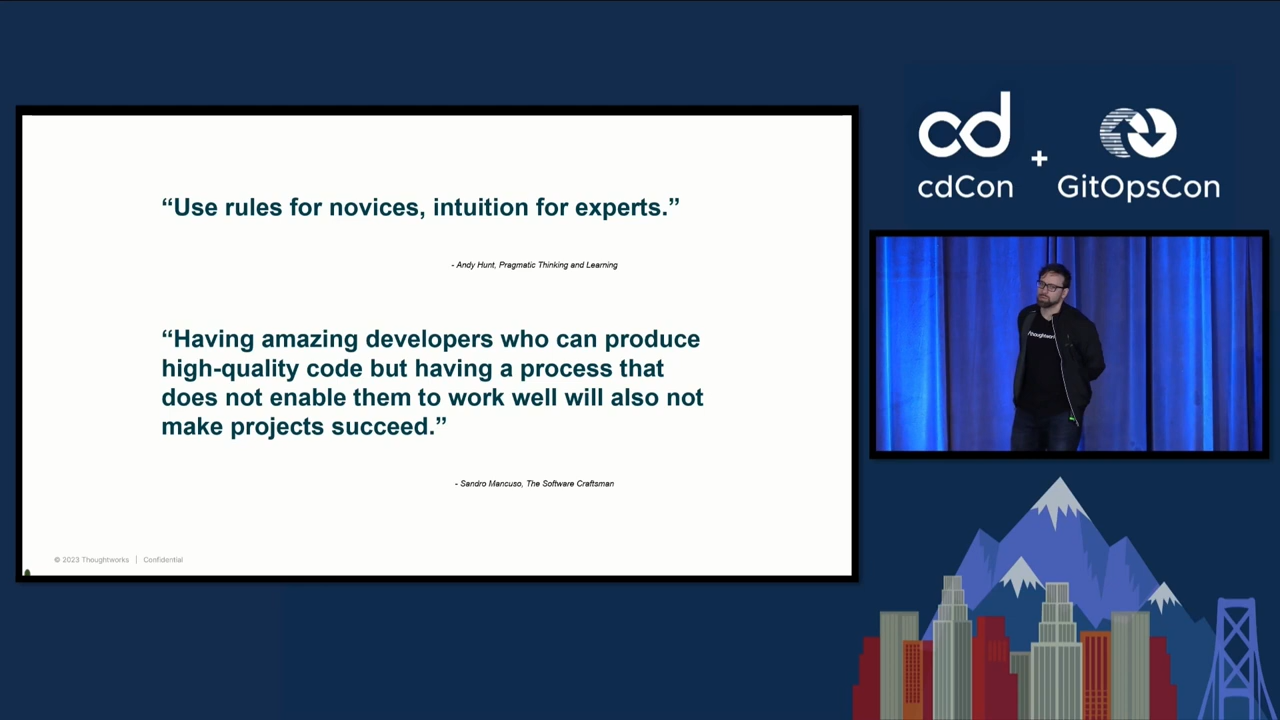 “Use rules for novices, intuition for experts.”
- Andy Hunt, Pragmatic Thinking and Learning
“Having amazing developers who can produce
high-quality code but having a process that
does not enable them to work well will also not
make projects succeed.”
- Sandro Mancuso, The Software Craftsman
© 2023 Thoughtworks | Confidential
cd
cdCon
+
GitOpsCon